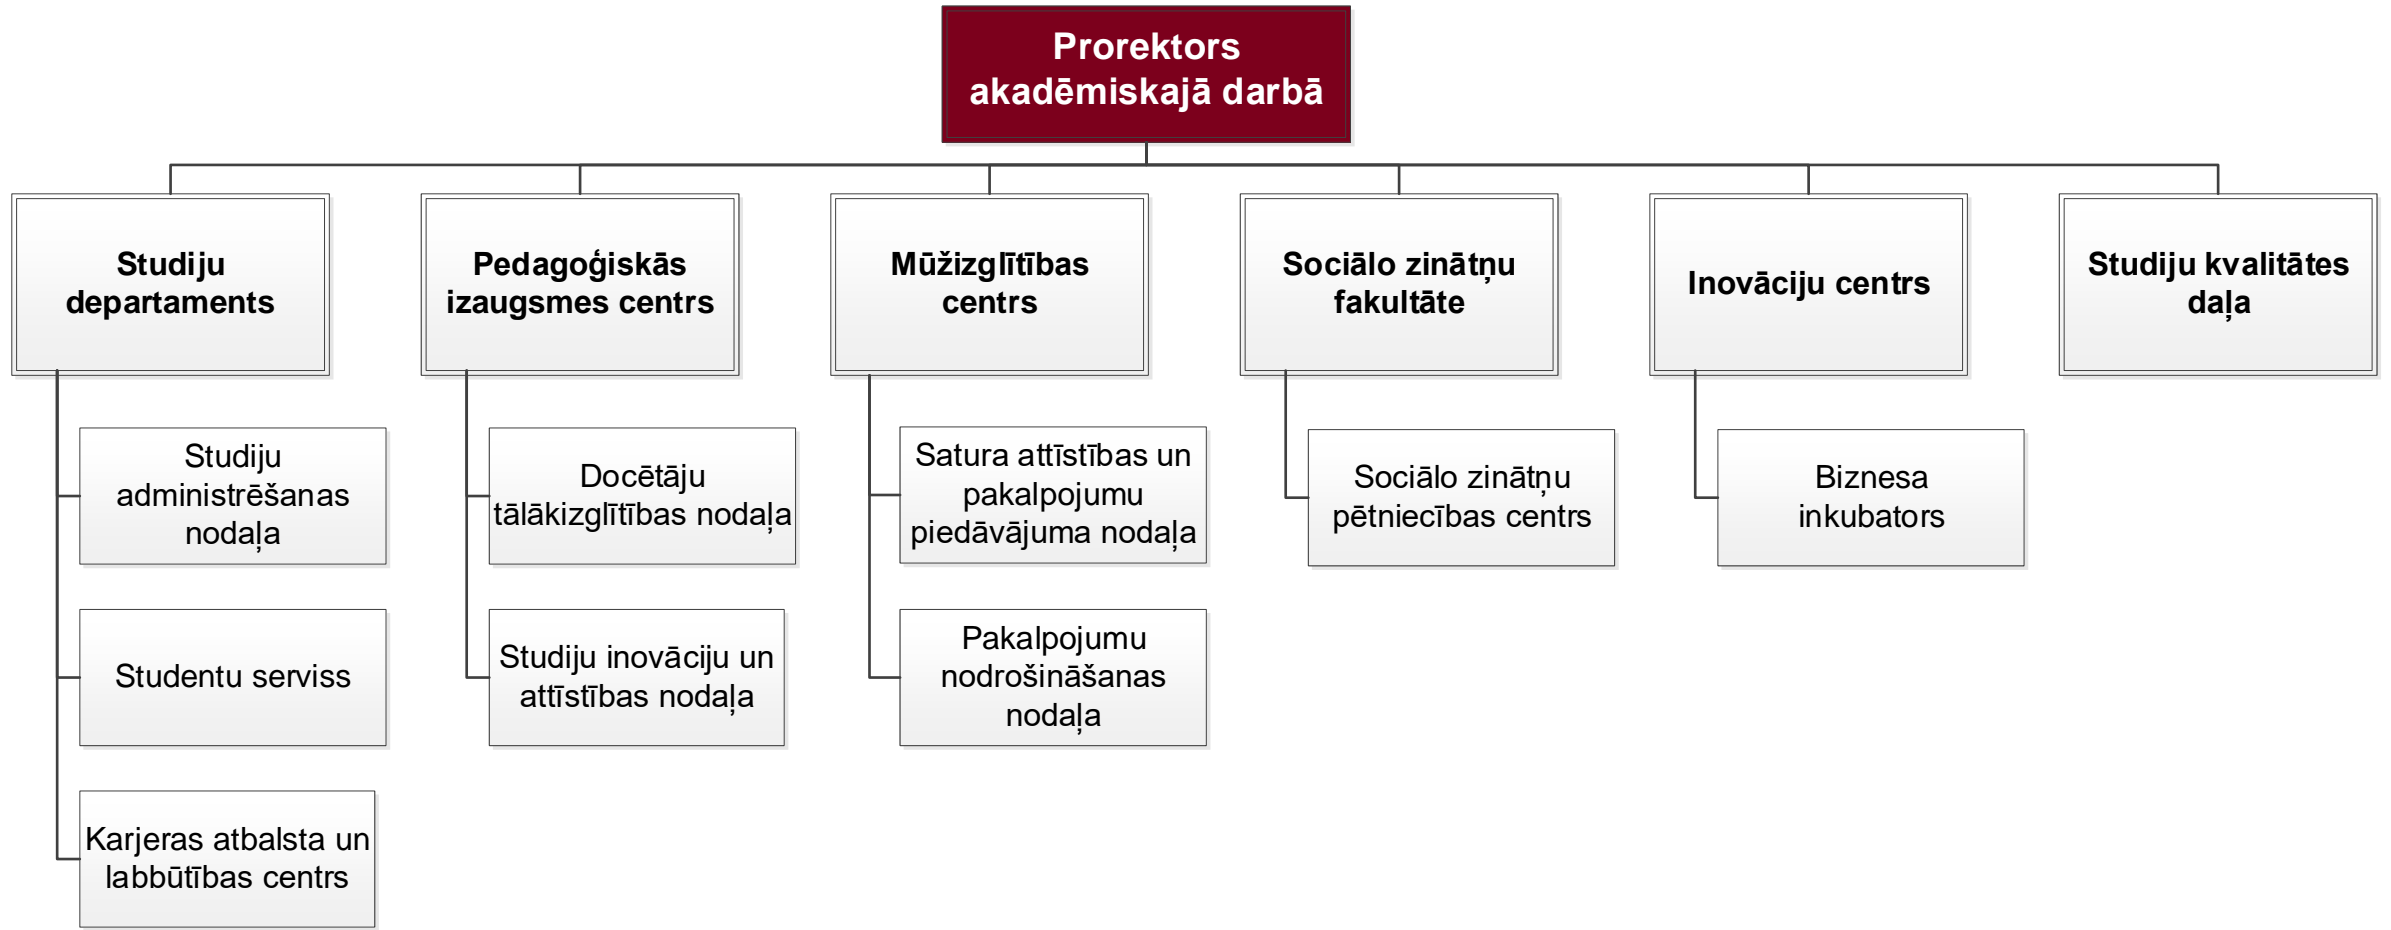 Prorektors
akadēmiskajā darbā
Studiju
departaments
Pedagoģiskās
izaugsmes centrs
Mūžizglītības
centrs
Sociālo zinātņu
fakultāte
Inovāciju centrs
Studiju kvalitātes
daļa
Studiju
administrēšanas
nodaļa
Docētāju
tālākizglītības nodaļa
Satura attīstības un
pakalpojumu
piedāvājuma nodaļa
Sociālo zinātņu
pētniecības centrs
Biznesa
inkubators
Studentu serviss
Studiju inovāciju un
attīstības nodaļa
Pakalpojumu
nodrošināšanas
nodaļa
Karjeras atbalsta un
labbūtības centrs